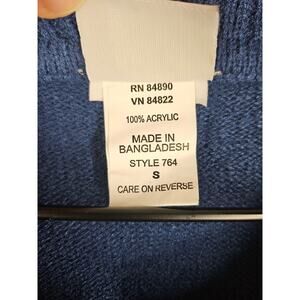 RN 84890
VN 84822
100% ACRYLIC
MADE IN
BANGLADESH
STYLE 764
S
CARE ON REVERSE